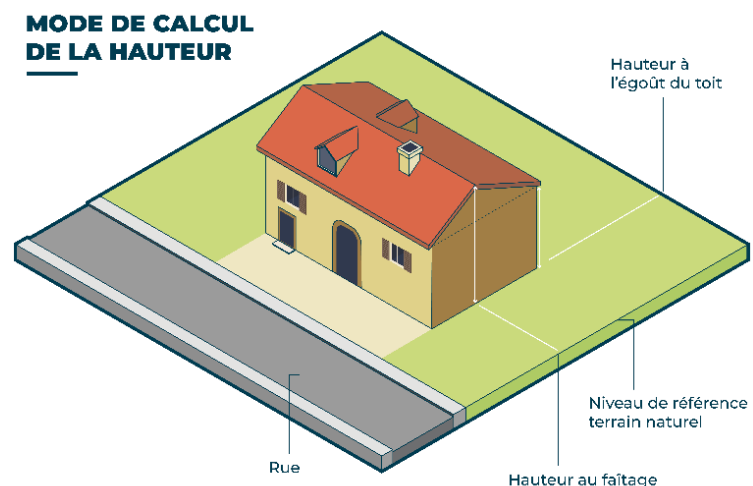 MODE DE CALCUL
DE LA HAUTEUR
Hauteur à
l'égoût du toit
Niveau de référence
terrain naturel
Rue
Hauteur au faîtage